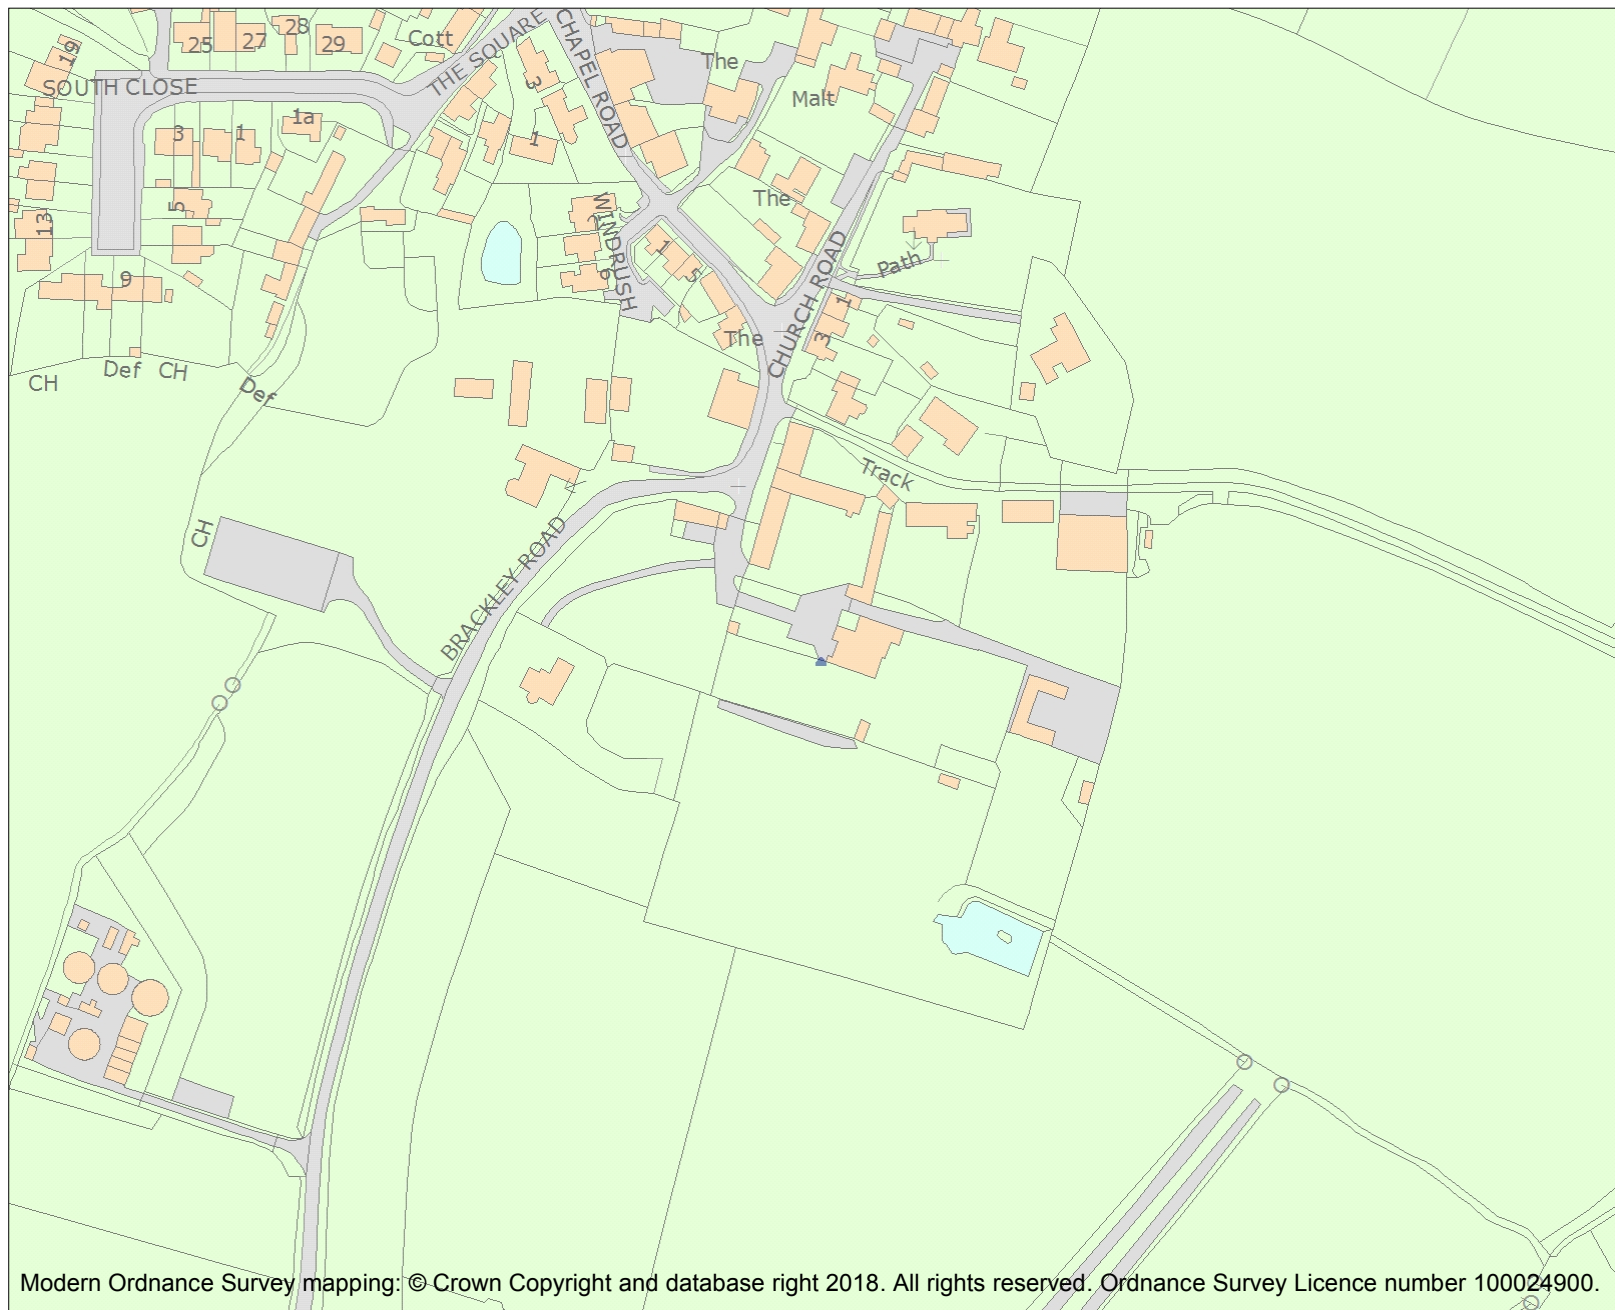 28
25
27
29
19
Cott
THE SQUARE
CHAPEL ROAD
The
3
SOUTH CLOSE
Malt
1a
3
1
1
The
5
13
WINDRUSH
2
1
5
6
9
CHURCH ROAD
Path
1
3
The
CH
Def
CH
Def
Track
CH
BRACKLEY ROAD
Modern Ordnance Survey mapping: © Crown Copyright and database right 2018. All rights reserved. Ordnance Survey Licence number 100024900.